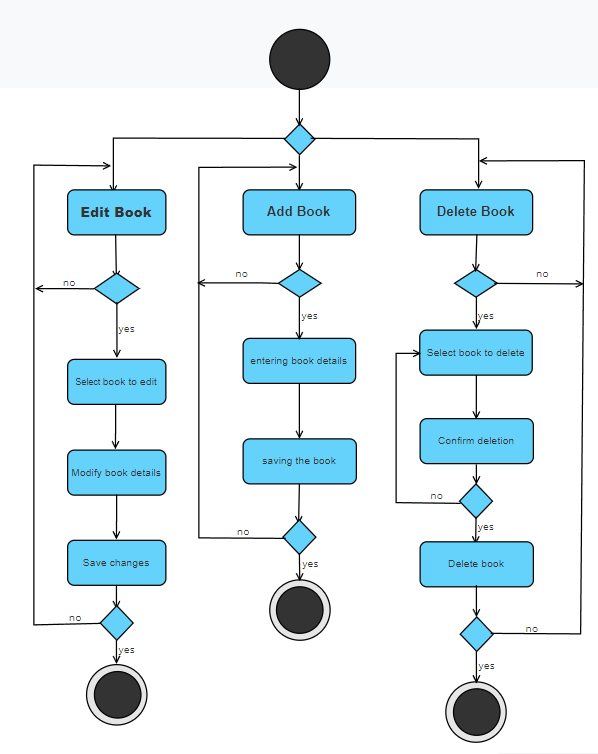 Edit Book
Add Book
Delete Book
no
no
no
yes
yes
yes
Select book to edit
entering book details
Select book to delete
Modify book details
saving the book
Confirm deletion
no
yes
no
yes
Save changes
Delete book
no
yes
no
yes
yes